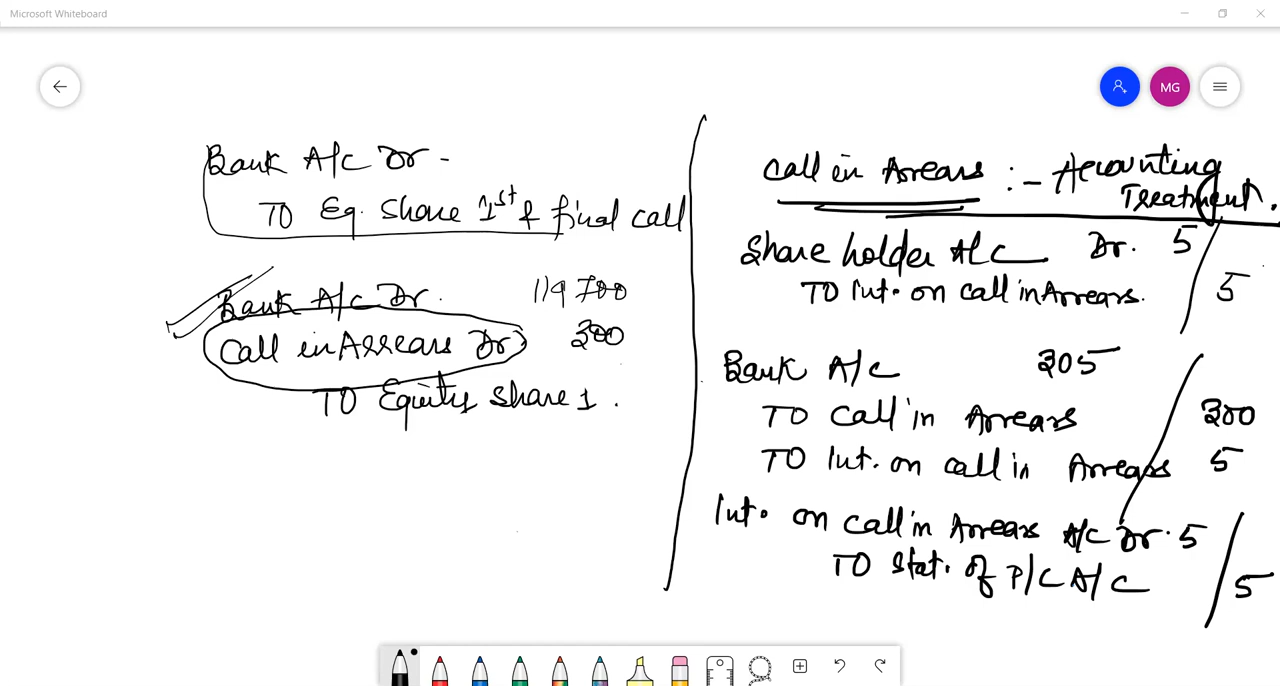 Microsoft Whiteboard
MG
Bank A/c Dr -
TO Eq. Share 1st & final call
Bank A/c Dr. 119700
Call in Arrears Dr 300
TO Equity Share 1.
Call in Arears :- Accounting
Treatment.
Share holder A/C Dr. 5
TO Int. on call in Arrears. 5
Bank A/C 305
TO Call in Arrears 300
TO Int. on call in Arrears 5
Int. on call in Arrears A/C Dr. 5
TO Stat. of P/L A/C 5